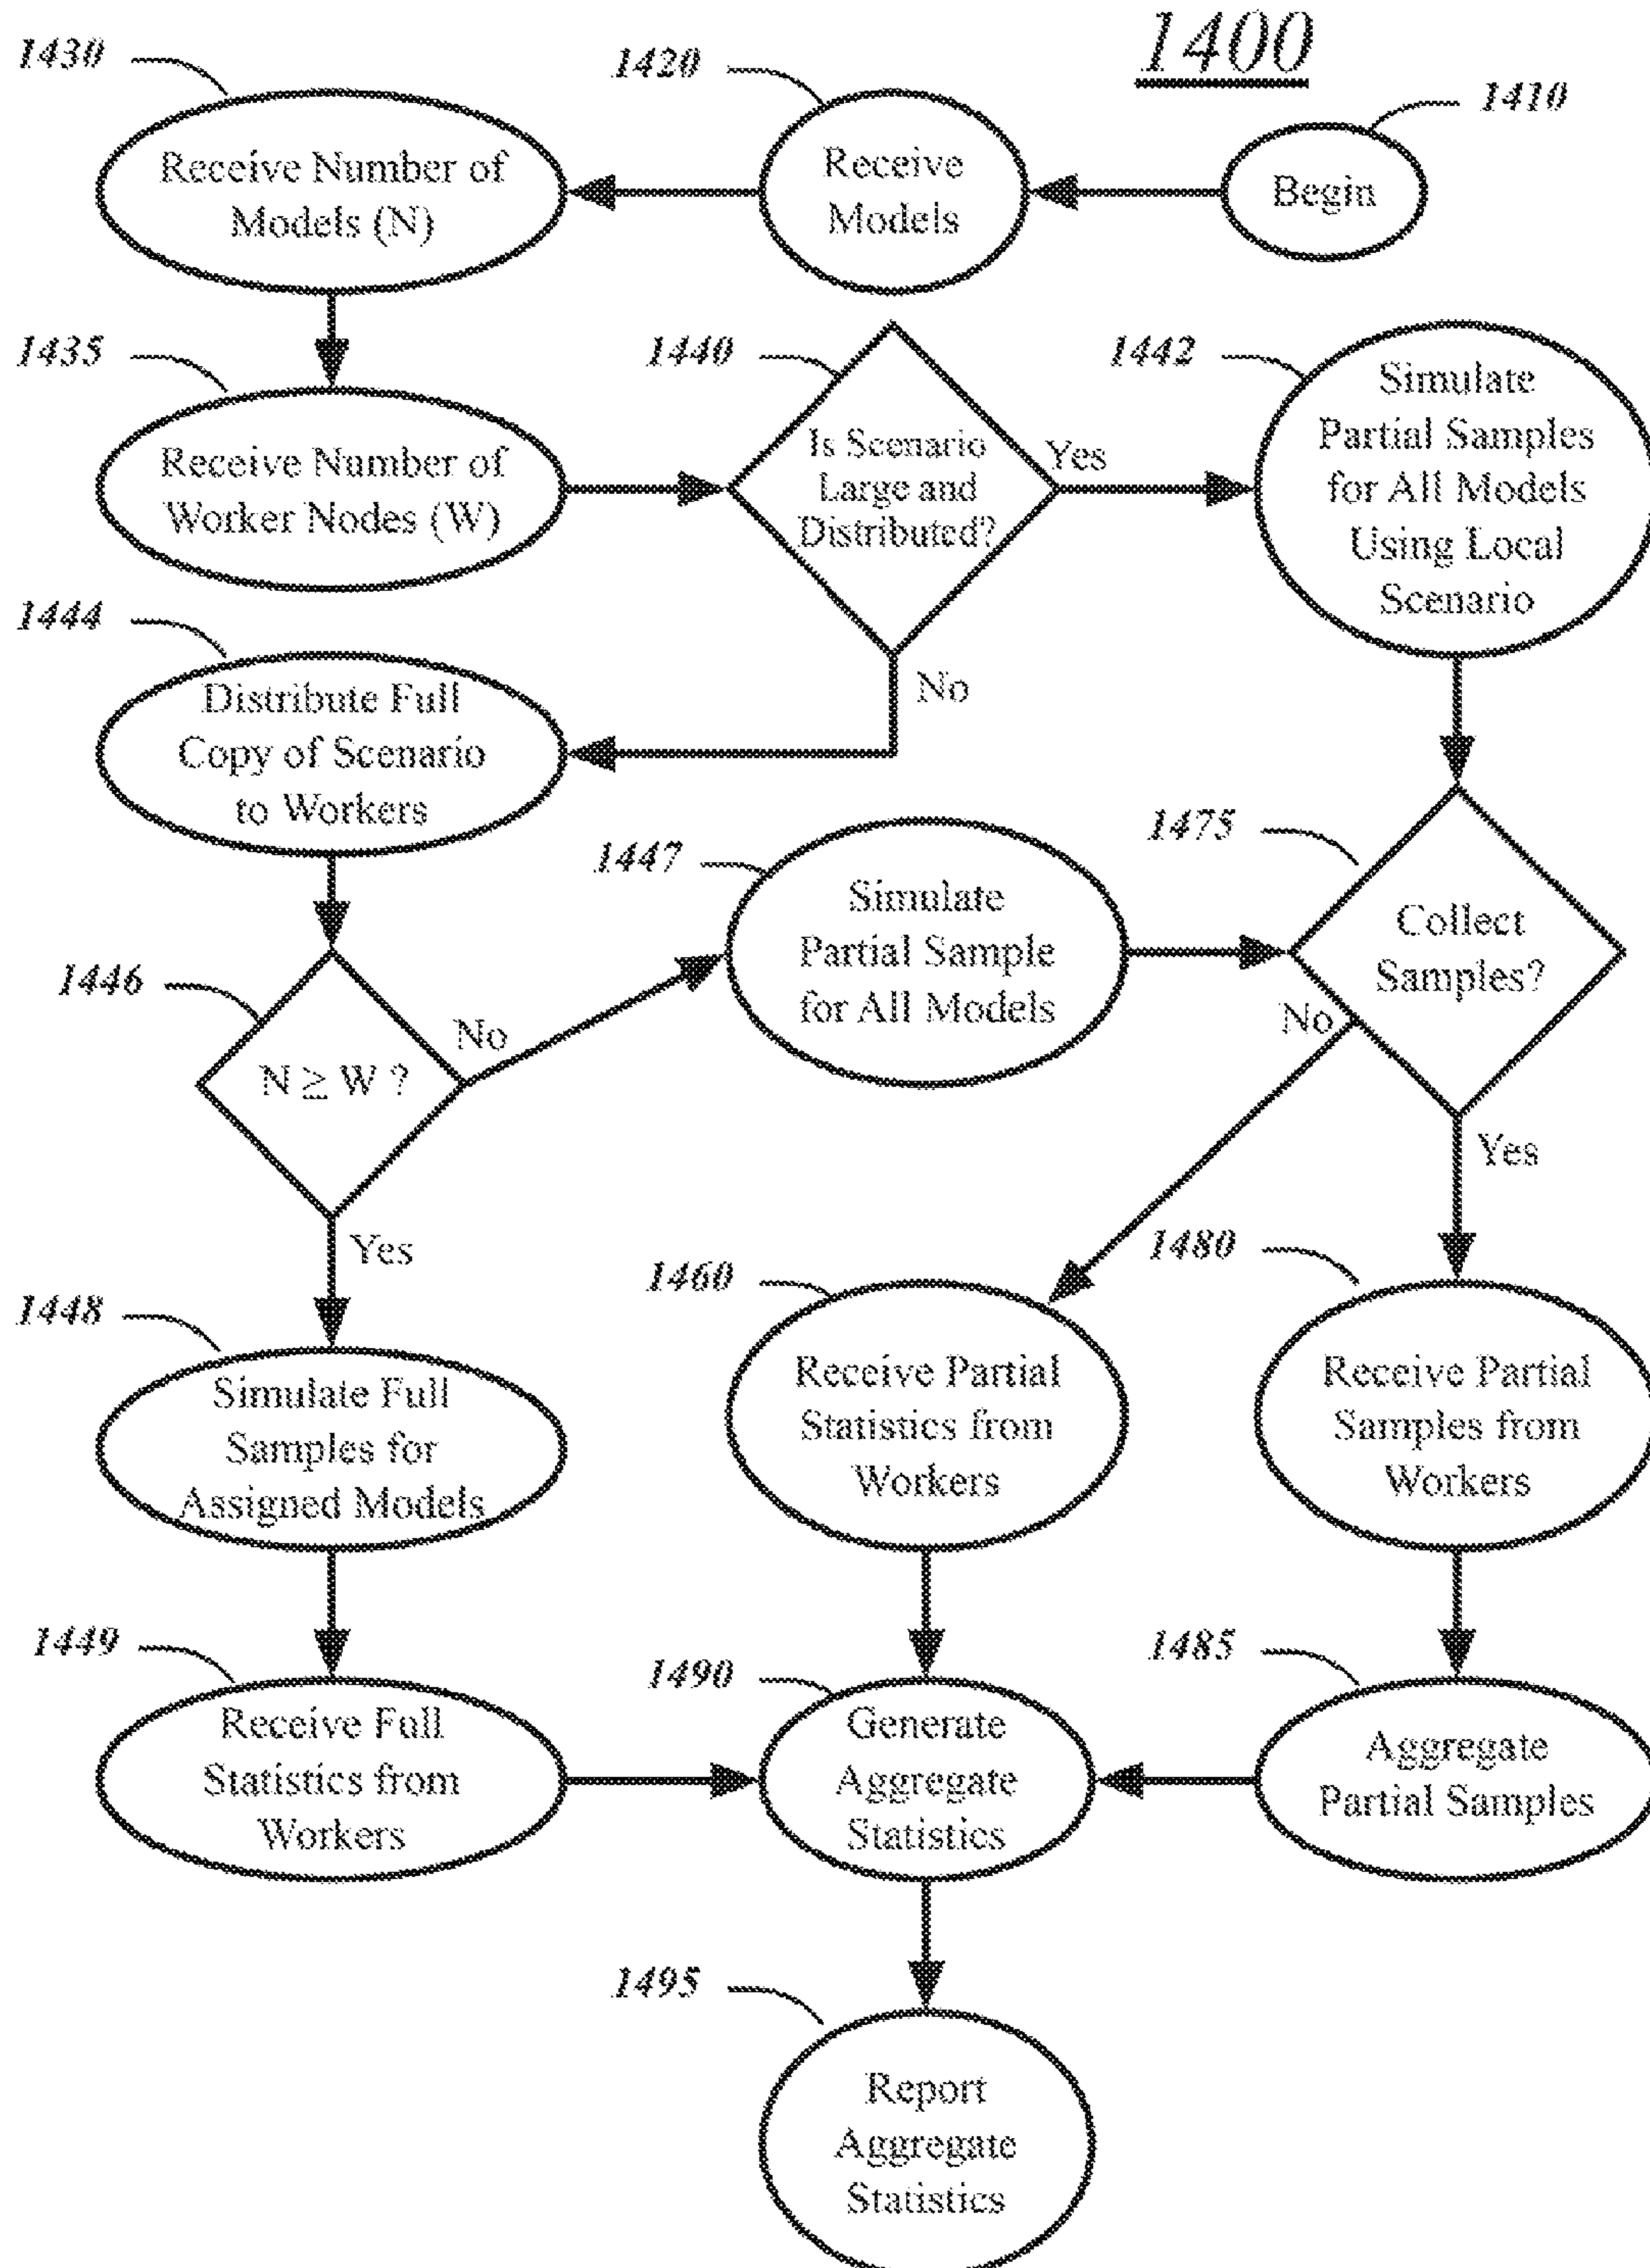 1400
1430
1420
1410
Receive Number of
Models (N)
Receive
Models
Begin
1435
1440
1442
Receive Number of
Worker Nodes (W)
Is Scenario
Large and
Distributed?
Yes
No
Simulate
Partial Samples
for All Models
Using Local
Scenario
1444
Distribute Full
Copy of Scenario
to Workers
1447
Simulate
Partial Sample
for All Models
1475
Collect
Samples?
No
Yes
1446
N ≥ W ?
No
Yes
1448
Simulate Full
Samples for
Assigned Models
1460
Receive Partial
Statistics from
Workers
1480
Receive Partial
Samples from
Workers
1449
Receive Full
Statistics from
Workers
1490
Generate
Aggregate
Statistics
1485
Aggregate
Partial Samples
1495
Report
Aggregate
Statistics